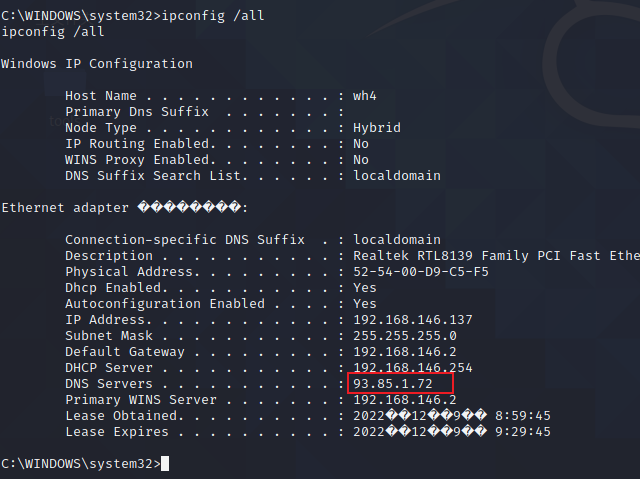 C:\WINDOWS\system32>ipconfig /all
ipconfig /all
Windows IP Configuration
Host Name . . . . . . . . . . . . : wh4
Primary Dns Suffix  . . . . . . . :
Node Type . . . . . . . . . . . . : Hybrid
IP Routing Enabled. . . . . . . . : No
WINS Proxy Enabled. . . . . . . . : No
DNS Suffix Search List. . . . . . : localdomain
Ethernet adapter ��������:
Connection-specific DNS Suffix  . : localdomain
Description . . . . . . . . . . . : Realtek RTL8139 Family PCI Fast Ethe
Physical Address. . . . . . . . . : 52-54-00-D9-C5-F5
Dhcp Enabled. . . . . . . . . . . : Yes
Autoconfiguration Enabled . . . . : Yes
IP Address. . . . . . . . . . . . : 192.168.146.137
Subnet Mask . . . . . . . . . . . : 255.255.255.0
Default Gateway . . . . . . . . . : 192.168.146.2
DHCP Server . . . . . . . . . . . : 192.168.146.254
DNS Servers . . . . . . . . . . . : 93.85.1.72
Primary WINS Server . . . . . . . : 192.168.146.2
Lease Obtained. . . . . . . . . . : 2022��12��9�� 8:59:45
Lease Expires . . . . . . . . . . : 2022��12��9�� 9:29:45
C:\WINDOWS\system32>